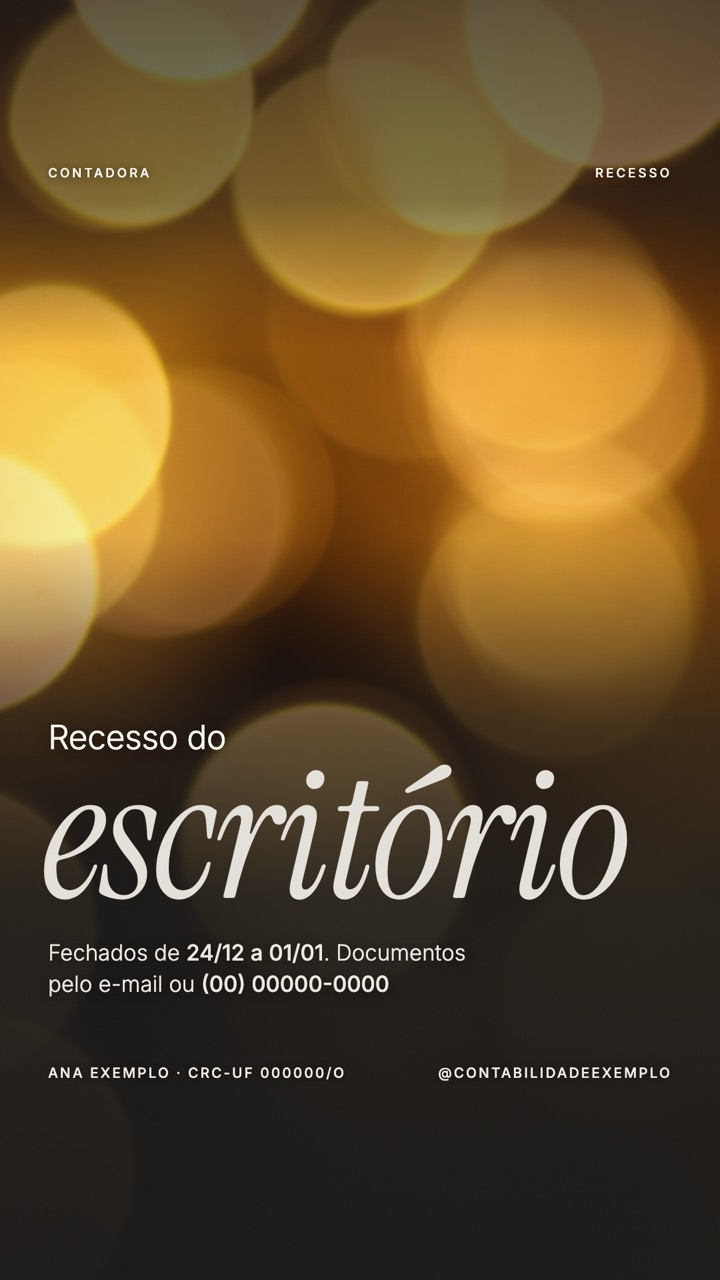 CONTADORA
RECESSO
Recesso do
escritório
Fechados de 24/12 a 01/01. Documentos
pelo e-mail ou (00) 00000-0000
ANA EXEMPLO · CRC-UF 000000/O
@CONTABILIDADEEXEMPLO